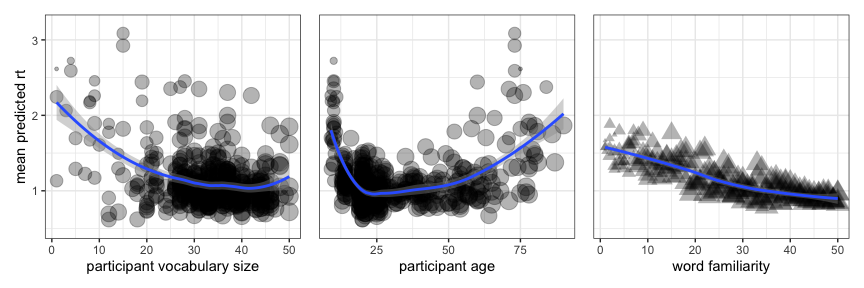 mean predicted rt
3
2
1
0 10 20 30 40 50
25 50 75
0 10 20 30 40 50
participant vocabulary size
participant age
word familiarity